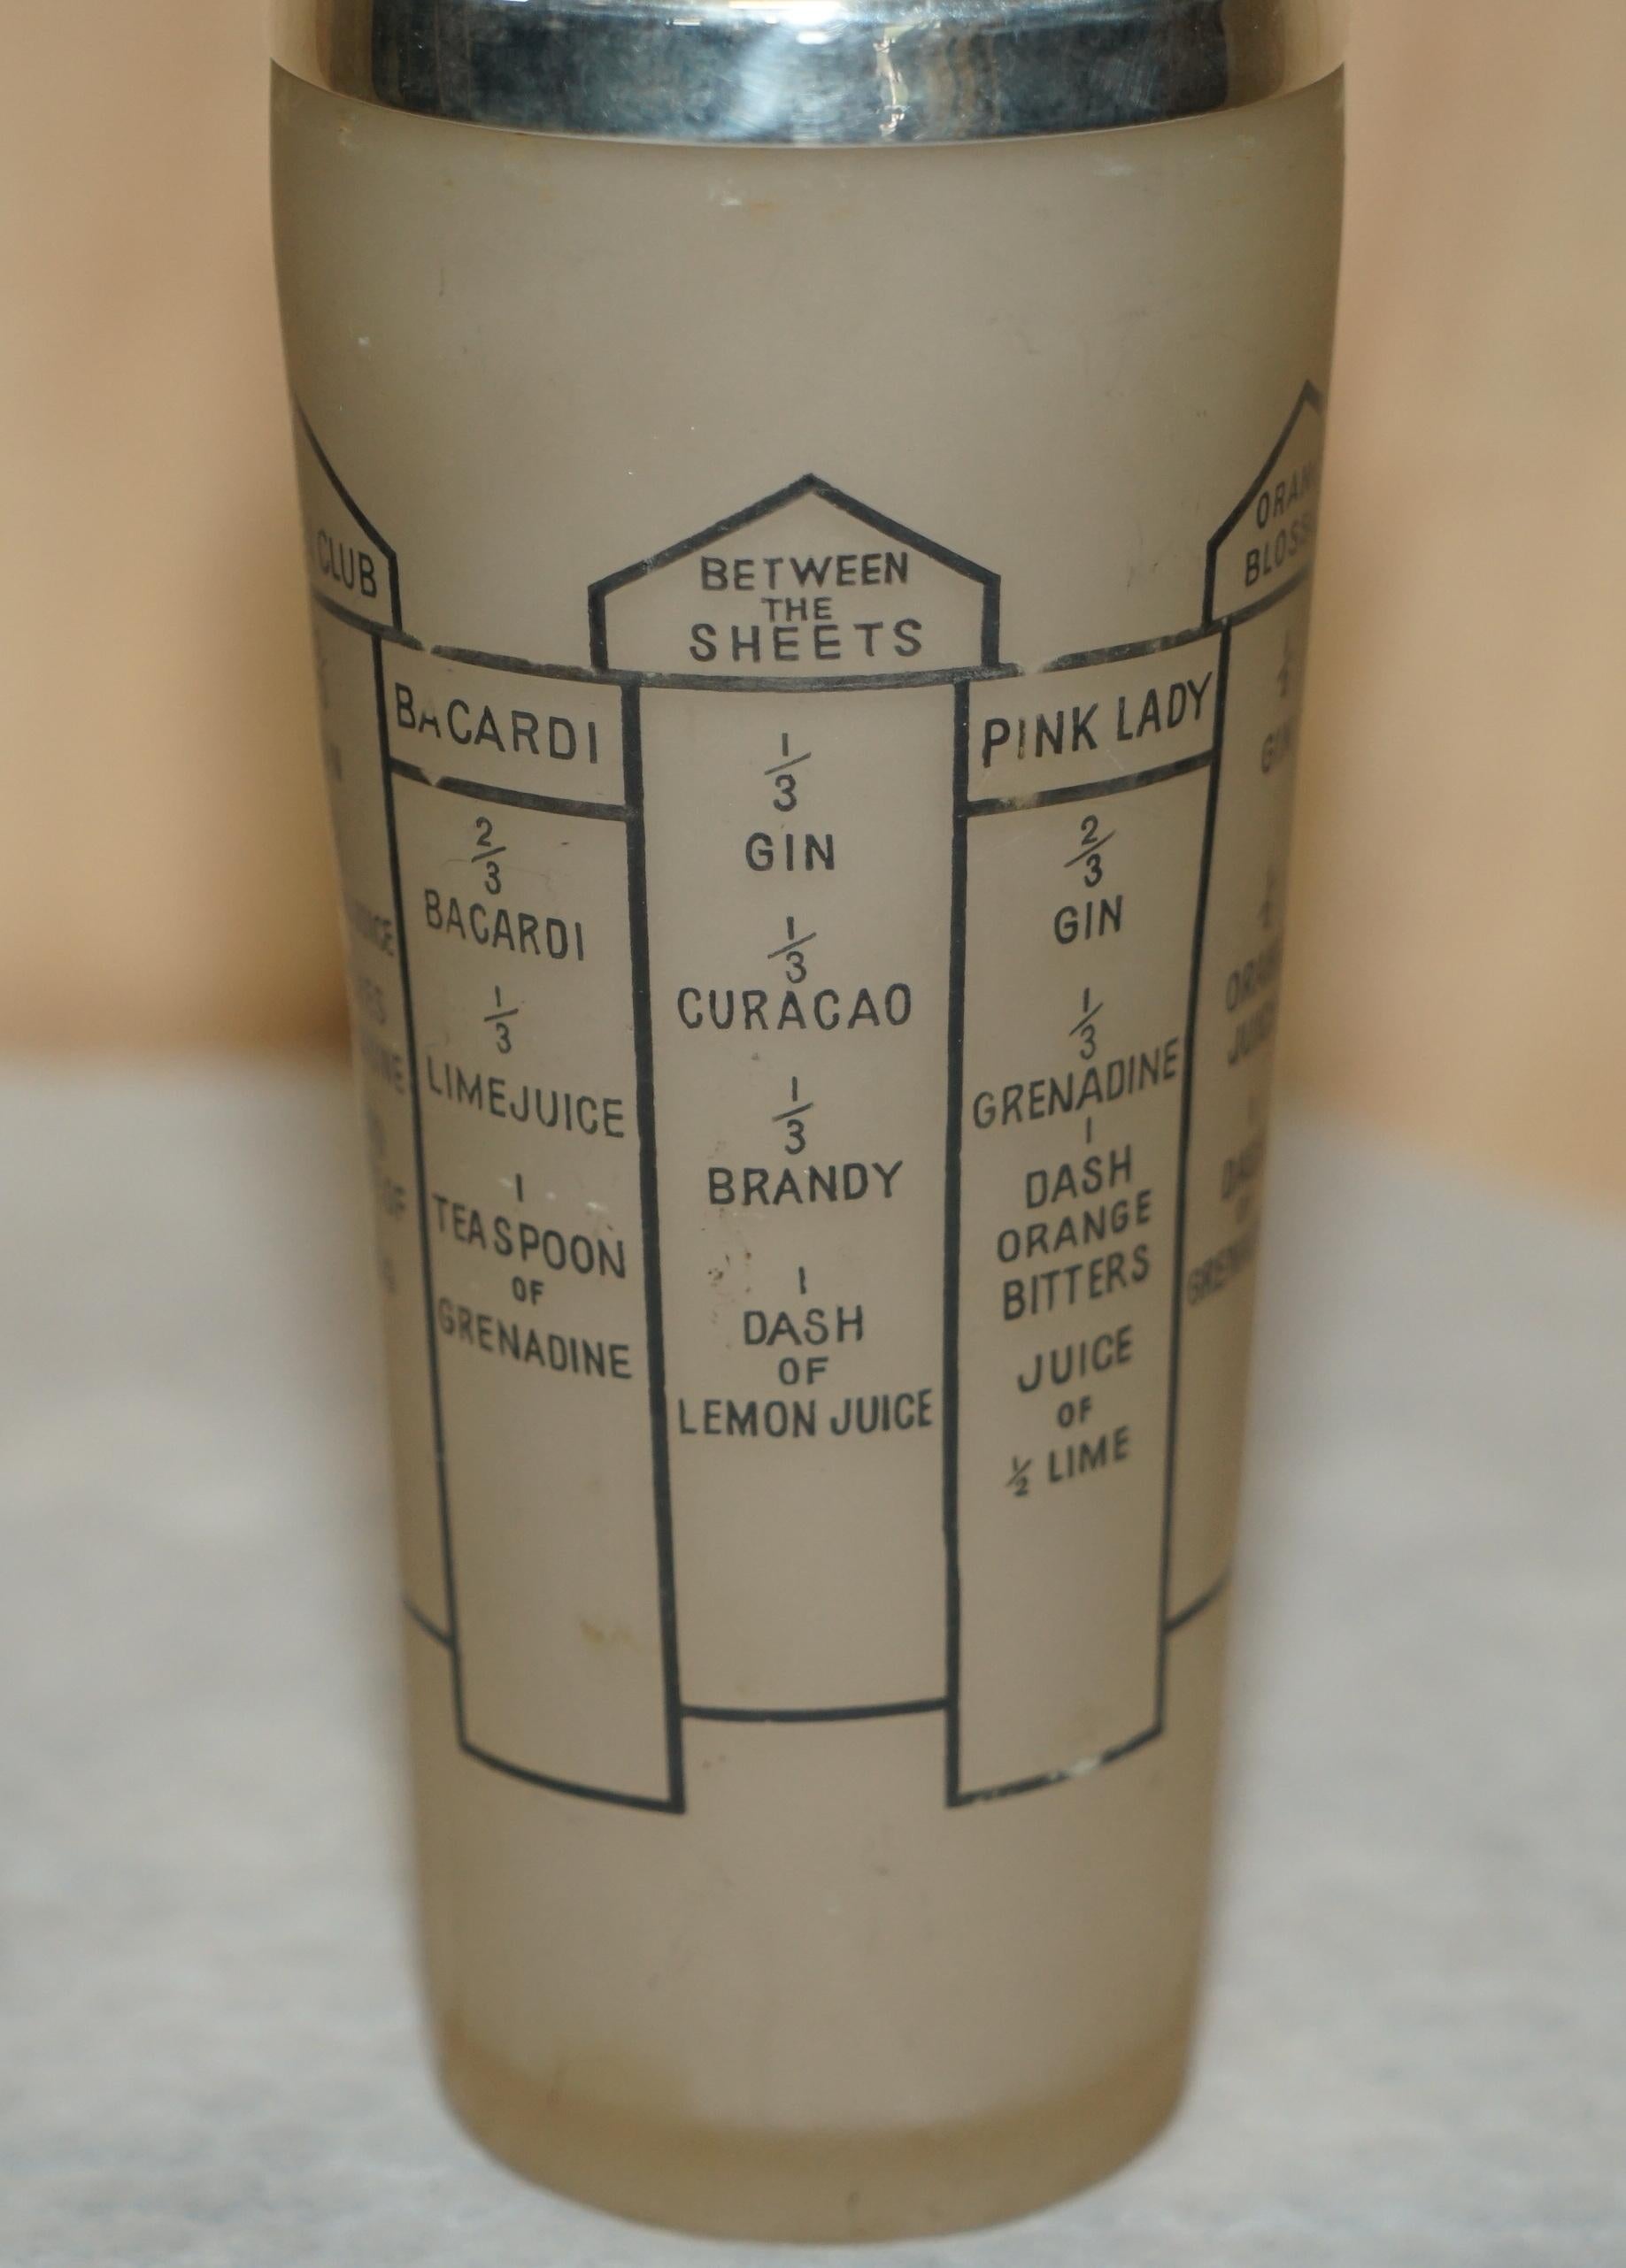 CLUB
BACARDI
2/3
BACARDI
1/3
LIMEJUICE
1
TEASPOON
OF
GRENADINE
BETWEEN
THE
SHEETS
1/3
GIN
1/3
CURACAO
1/3
BRANDY
1
DASH
OF
LEMON JUICE
PINK LADY
2/3
GIN
1/3
GRENADINE
1
DASH
ORANGE
BITTERS
JUICE
OF
1/2 LIME
GIN